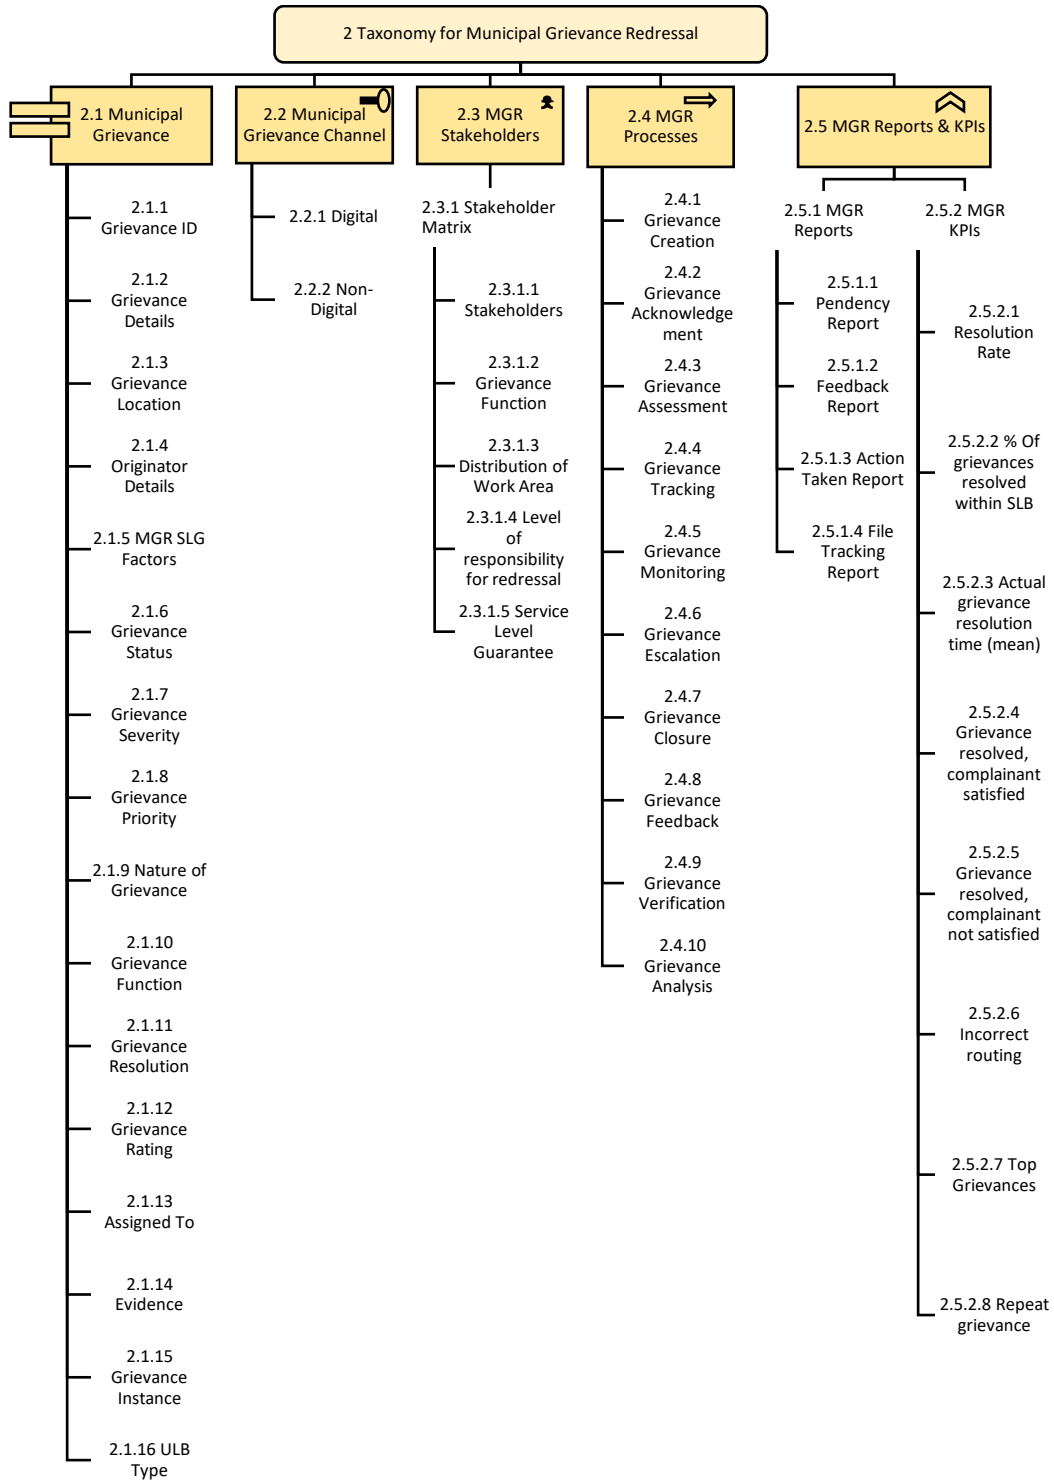 2 Taxonomy for Municipal Grievance Redressal
2.1 Municipal
Grievance
2.1.1
Grievance ID
2.1.2
Grievance
Details
2.1.3
Grievance
Location
2.1.4
Originator
Details
2.1.5 MGR SLG
Factors
2.1.6
Grievance
Status
2.1.7
Grievance
Severity
2.1.8
Grievance
Priority
2.1.9 Nature of
Grievance
2.1.10
Grievance
Function
2.1.11
Grievance
Resolution
2.1.12
Grievance
Rating
2.1.13
Assigned To
2.1.14
Evidence
2.1.15
Grievance
Instance
2.1.16 ULB
Type
2.2 Municipal
Grievance Channel
2.2.1 Digital
2.2.2 Non-
Digital
2.3 MGR
Stakeholders
2.3.1 Stakeholder
Matrix
2.3.1.1
Stakeholders
2.3.1.2
Grievance
Function
2.3.1.3
Distribution of
Work Area
2.3.1.4 Level
of
responsibility
for redressal
2.3.1.5 Service
Level
Guarantee
2.4 MGR
Processes
2.4.1
Grievance
Creation
2.4.2
Grievance
Acknowledge
ment
2.4.3
Grievance
Assessment
2.4.4
Grievance
Tracking
2.4.5
Grievance
Monitoring
2.4.6
Grievance
Escalation
2.4.7
Grievance
Closure
2.4.8
Grievance
Feedback
2.4.9
Grievance
Verification
2.4.10
Grievance
Analysis
2.5 MGR Reports & KPIs
2.5.1 MGR
Reports
2.5.1.1
Pendency
Report
2.5.1.2
Feedback
Report
2.5.1.3 Action
Taken Report
2.5.1.4 File
Tracking
Report
2.5.2 MGR
KPIs
2.5.2.1
Resolution
Rate
2.5.2.2 % Of
grievances
resolved
within SLB
2.5.2.3 Actual
grievance
resolution
time (mean)
2.5.2.4
Grievance
resolved,
complainant
satisfied
2.5.2.5
Grievance
resolved,
complainant
not satisfied
2.5.2.6
Incorrect
routing
2.5.2.7 Top
Grievances
2.5.2.8 Repeat
grievance